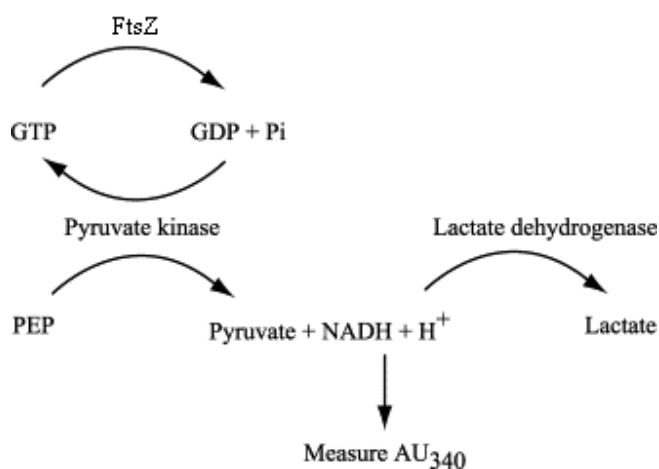 FtsZ
GTP
GDP + Pi
Pyruvate kinase
Lactate dehydrogenase
PEP
Pyruvate + NADH + H⁺
Lactate
Measure AU₃₄₀